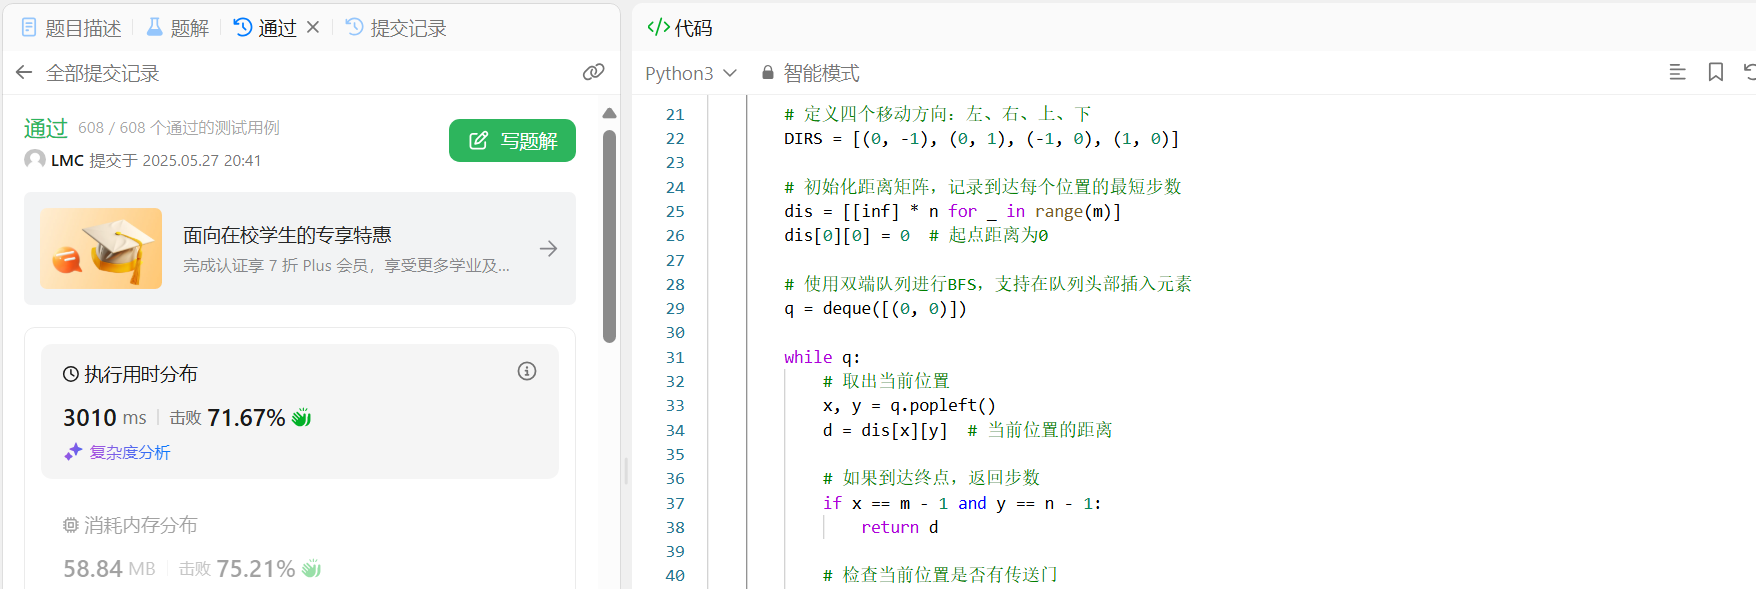 题目描述 题解 通过 提交记录
全部提交记录
通过 608 / 608 个通过的测试用例
LMC 提交于 2025.05.27 20:41
写题解
面向在校学生的专享特惠
完成认证享 7 折 Plus 会员，享受更多学业及...
执行用时分布
3010 ms 击败 71.67%
复杂度分析
消耗内存分布
58.84 MB 击败 75.21%
</> 代码
Python3 智能模式
21 # 定义四个移动方向：左、右、上、下
22 DIRS = [(0, -1), (0, 1), (-1, 0), (1, 0)]
23
24 # 初始化距离矩阵，记录到达每个位置的最短步数
25 dis = [[inf] * n for _ in range(m)]
26 dis[0][0] = 0  # 起点距离为0
27
28 # 使用双端队列进行BFS，支持在队列头部插入元素
29 q = deque([(0, 0)])
30
31 while q:
32     # 取出当前位置
33     x, y = q.popleft()
34     d = dis[x][y]  # 当前位置的距离
35
36     # 如果到达终点，返回步数
37     if x == m - 1 and y == n - 1:
38         return d
39
40     # 检查当前位置是否有传送门